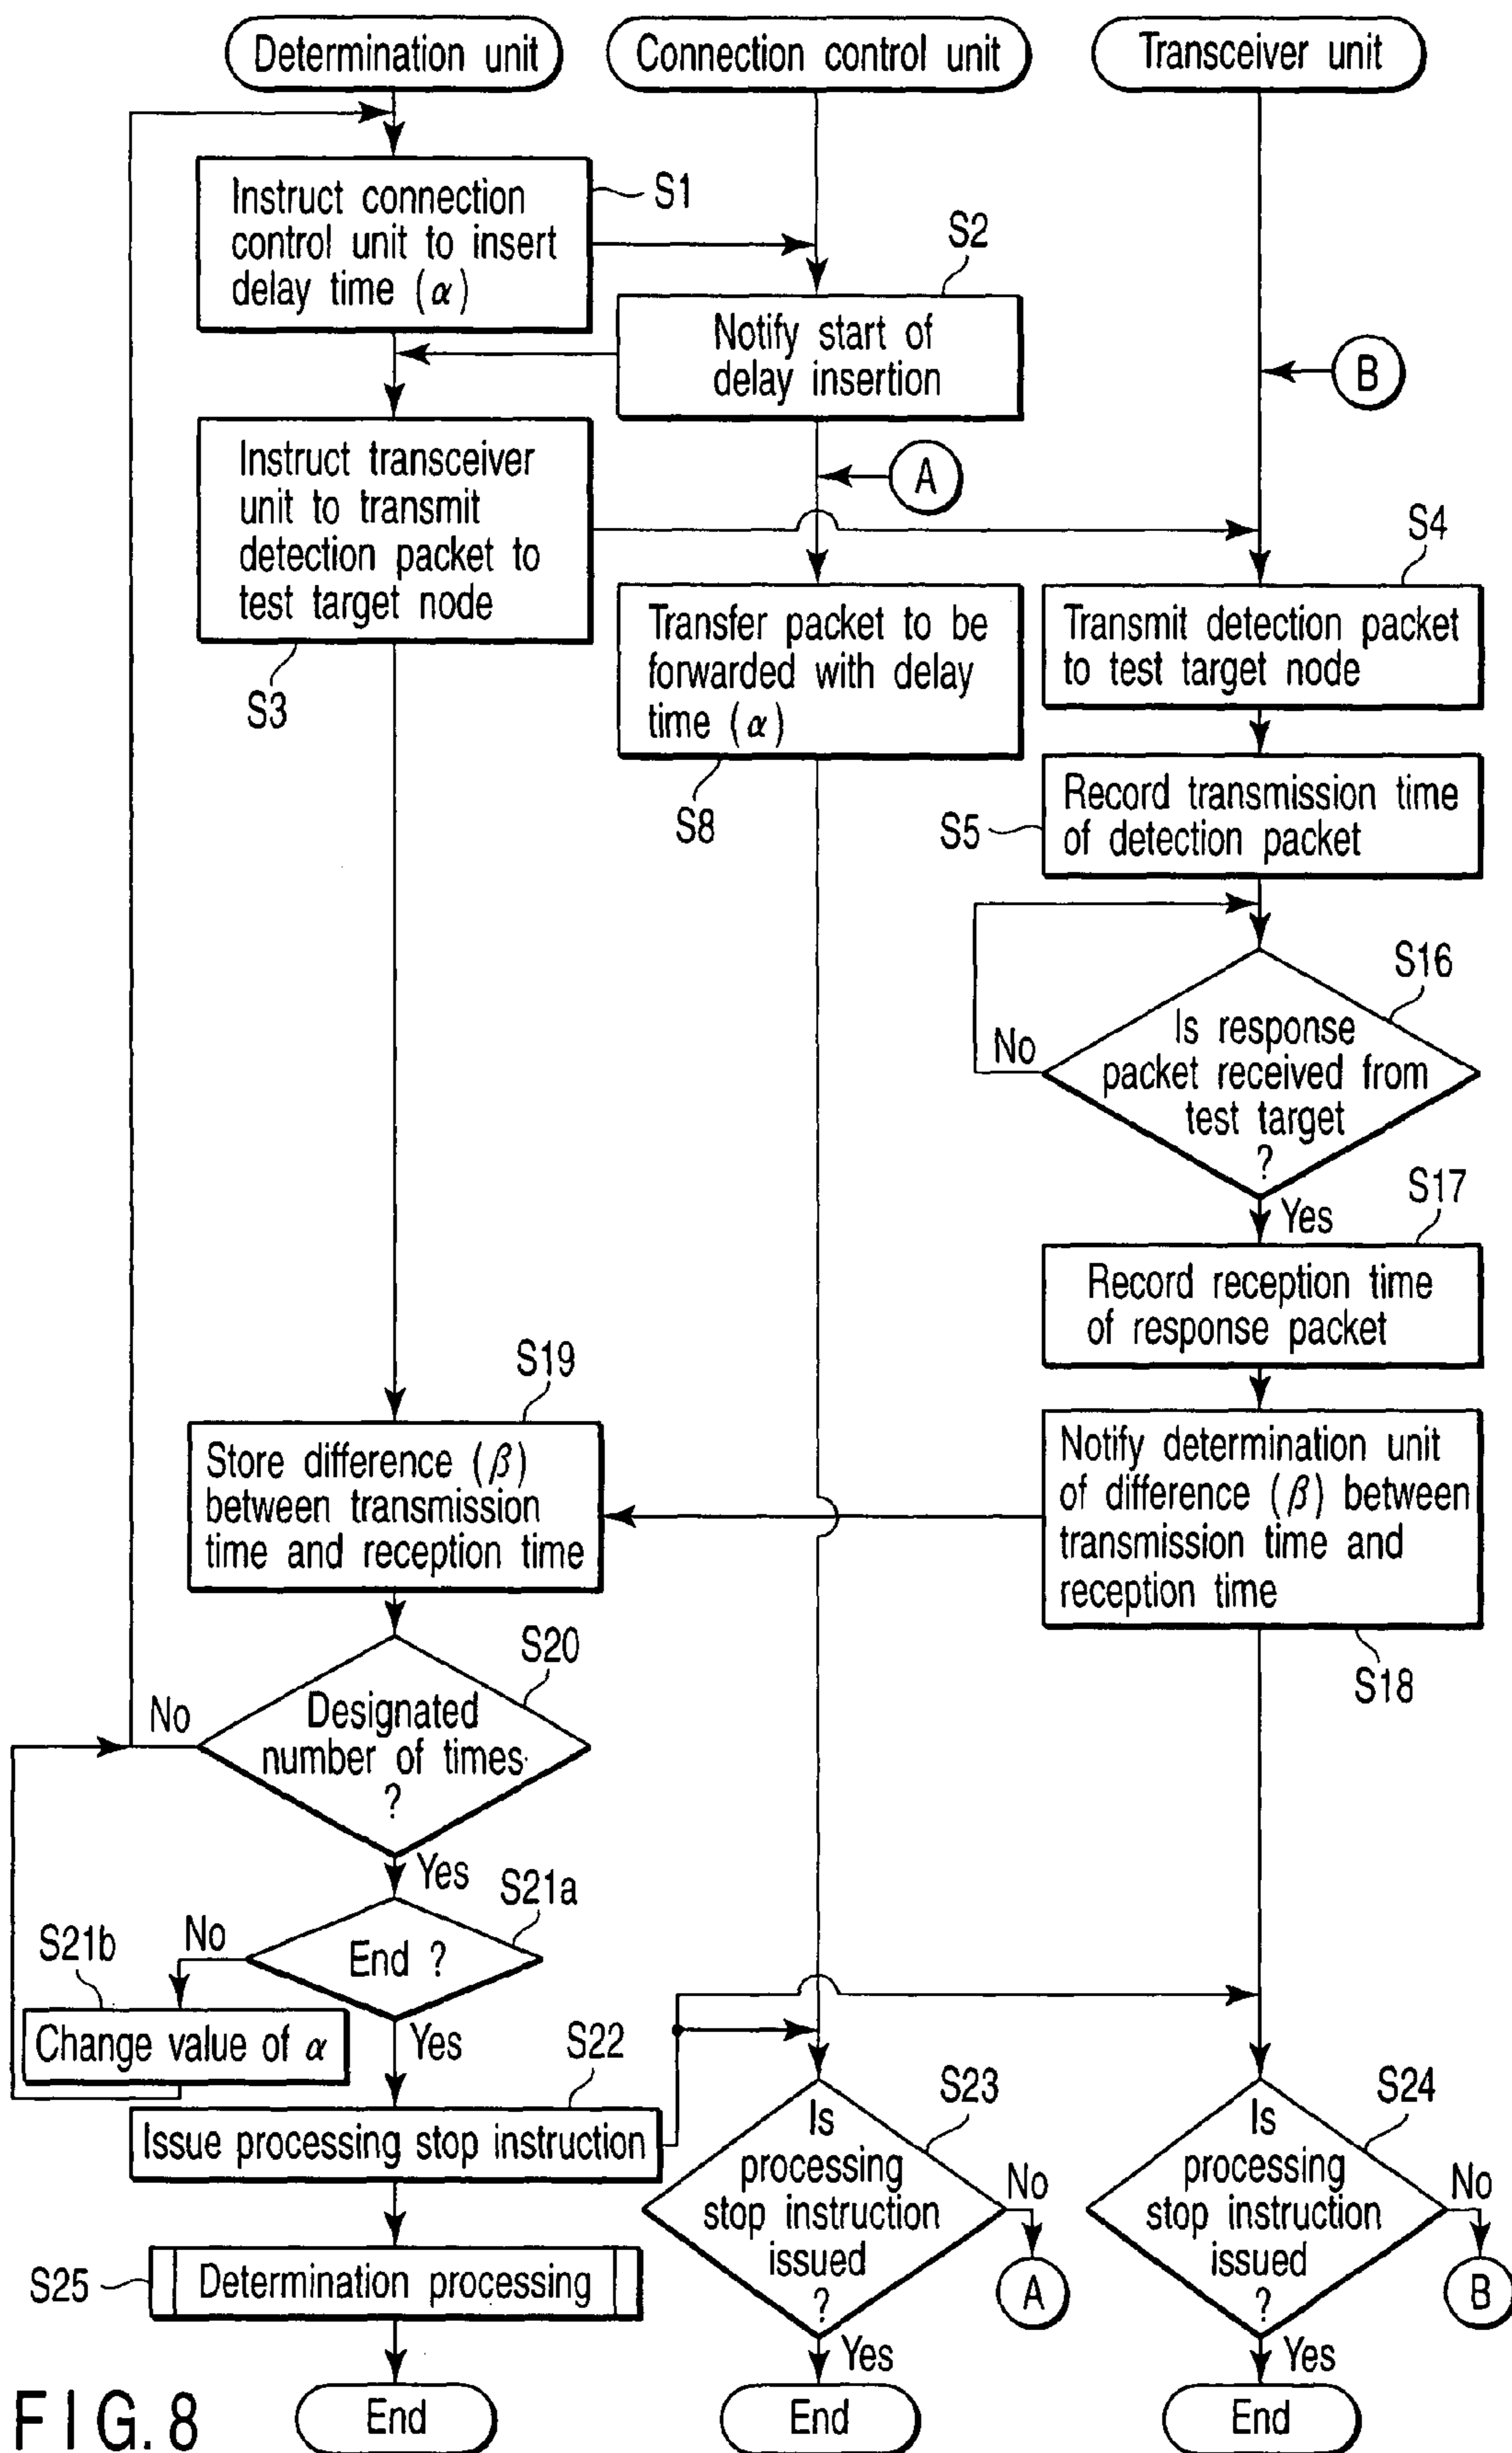 Determination unit
Connection control unit
Transceiver unit
Instruct connection
control unit to insert
delay time (α)
S1
S2
Notify start of
delay insertion
B
A
Instruct transceiver
unit to transmit
detection packet to
test target node
S3
S4
Transfer packet to be
forwarded with delay
time (α)
S8
Transmit detection packet
to test target node
S5
Record transmission time
of detection packet
S16
Is response
packet received from
test target
?
No
Yes
S17
Record reception time
of response packet
S19
Store difference (β)
between transmission
time and reception time
Notify determination unit
of difference (β) between
transmission time and
reception time
S18
S20
Designated
number of times
?
No
Yes
S21a
End ?
No
S21b
Change value of α
Yes
S22
Issue processing stop instruction
S23
Is
processing
stop instruction
issued
?
No
A
Yes
S24
Is
processing
stop instruction
issued
?
No
B
Yes
S25
Determination processing
End
End
End
FIG. 8